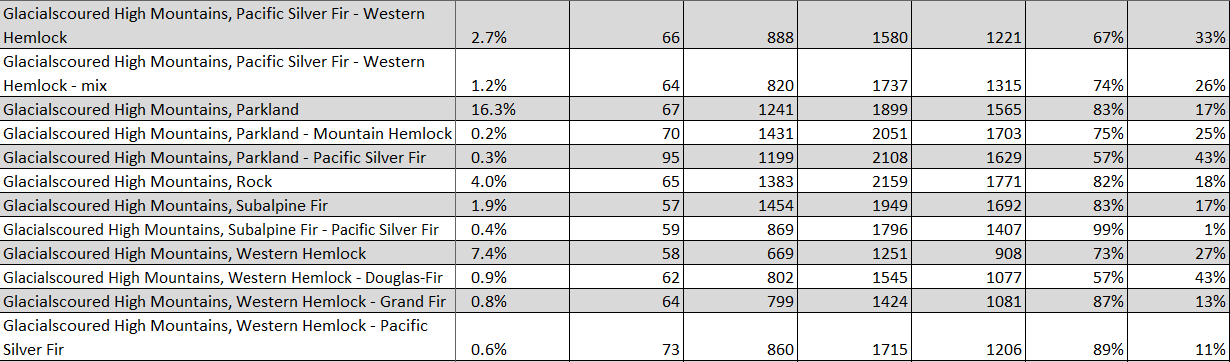 Glacialscoured High Mountains, Pacific Silver Fir - Western
Hemlock 2.7% 66 888 1580 1221 67% 33%
Glacialscoured High Mountains, Pacific Silver Fir - Western
Hemlock - mix 1.2% 64 820 1737 1315 74% 26%
Glacialscoured High Mountains, Parkland 16.3% 67 1241 1899 1565 83% 17%
Glacialscoured High Mountains, Parkland - Mountain Hemlock 0.2% 70 1431 2051 1703 75% 25%
Glacialscoured High Mountains, Parkland - Pacific Silver Fir 0.3% 95 1199 2108 1629 57% 43%
Glacialscoured High Mountains, Rock 4.0% 65 1383 2159 1771 82% 18%
Glacialscoured High Mountains, Subalpine Fir 1.9% 57 1454 1949 1692 83% 17%
Glacialscoured High Mountains, Subalpine Fir - Pacific Silver Fir 0.4% 59 869 1796 1407 99% 1%
Glacialscoured High Mountains, Western Hemlock 7.4% 58 669 1251 908 73% 27%
Glacialscoured High Mountains, Western Hemlock - Douglas-Fir 0.9% 62 802 1545 1077 57% 43%
Glacialscoured High Mountains, Western Hemlock - Grand Fir 0.8% 64 799 1424 1081 87% 13%
Glacialscoured High Mountains, Western Hemlock - Pacific
Silver Fir 0.6% 73 860 1715 1206 89% 11%